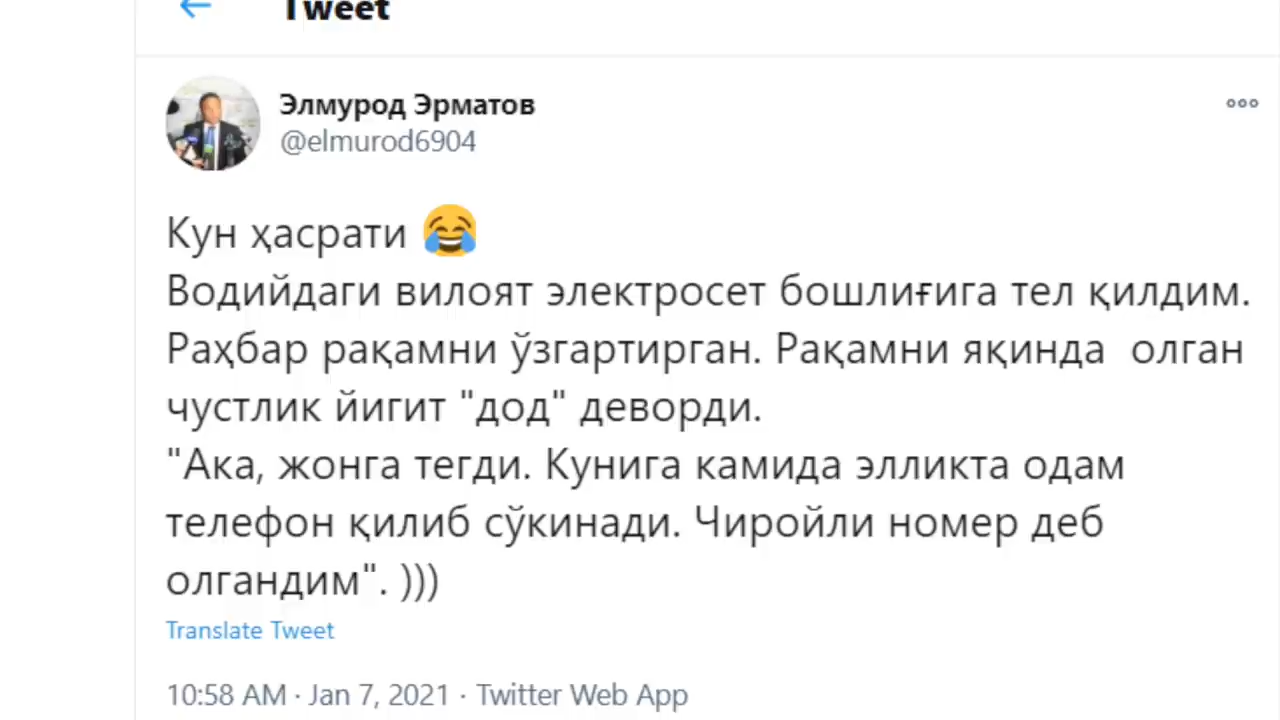 Tweet
Элмурод Эрматов
@elmurod6904
Кун ҳасрати 😂
Водийдаги вилоят электросет бошлиғига тел қилдим.
Раҳбар рақамни ўзгартирган. Рақамни яқинда олган
чустлик йигит "дод" деворди.
"Ака, жонга тегди. Кунига камида элликта одам
телефон қилиб сўкинади. Чиройли номер деб
олгандим". )))
Translate Tweet
10:58 AM · Jan 7, 2021 · Twitter Web App